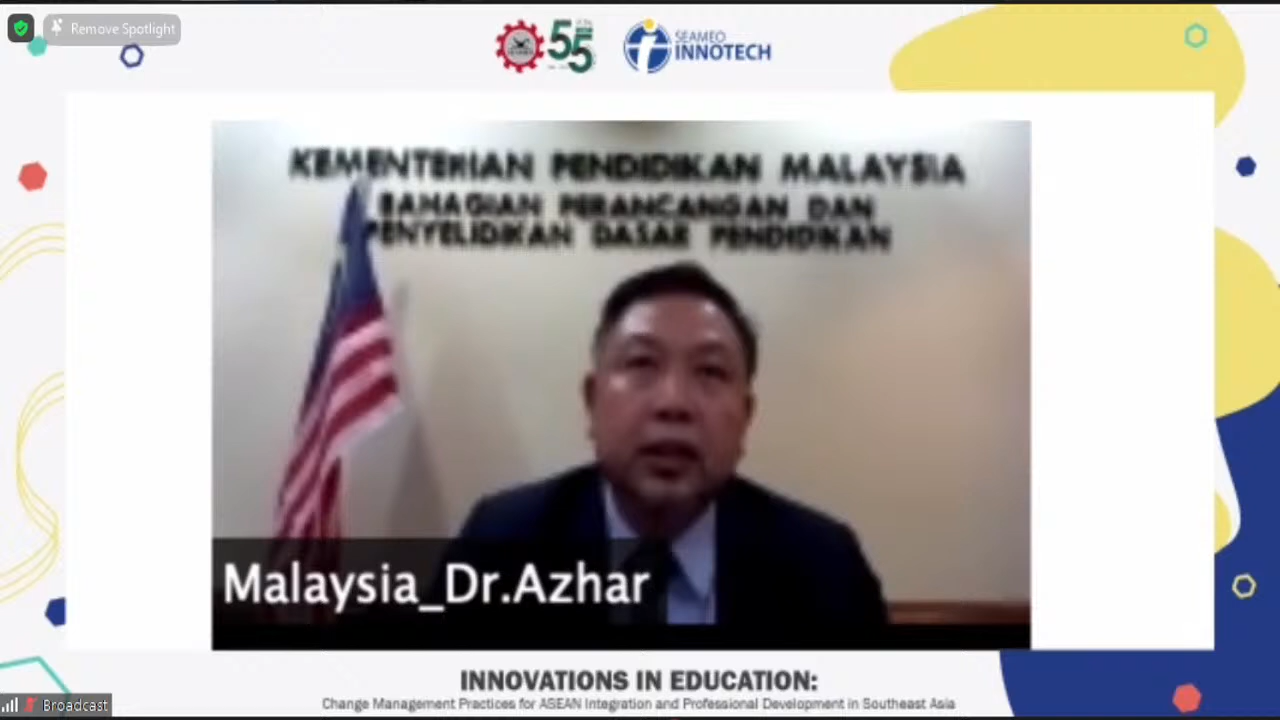 Remove Spotlight
55
SEAMEO
INNOTECH
KEMENTERIAN PENDIDIKAN MALAYSIA
BAHAGIAN PERANCANGAN DAN
PENYELIDIKAN DASAR PENDIDIKAN
Malaysia_Dr.Azhar
INNOVATIONS IN EDUCATION:
Change Management Practices for ASEAN Integration and Professional Development in Southeast Asia
Broadcast